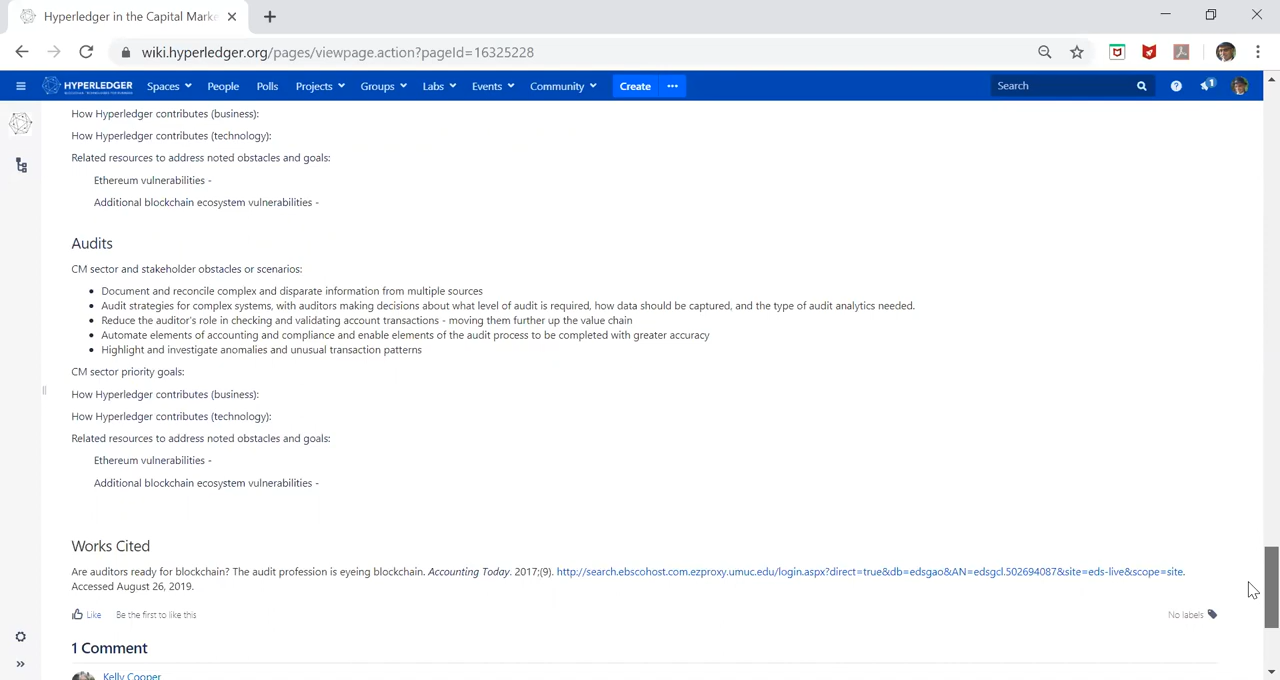 Hyperledger in the Capital Marke
wiki.hyperledger.org/pages/viewpage.action?pageId=16325228
HYPERLEDGER Spaces People Polls Projects Groups Labs Events Community Create ••• Search 1
How Hyperledger contributes (business):
How Hyperledger contributes (technology):
Related resources to address noted obstacles and goals:
Ethereum vulnerabilities -
Additional blockchain ecosystem vulnerabilities -
Audits
CM sector and stakeholder obstacles or scenarios:
• Document and reconcile complex and disparate information from multiple sources
• Audit strategies for complex systems, with auditors making decisions about what level of audit is required, how data should be captured, and the type of audit analytics needed.
• Reduce the auditor's role in checking and validating account transactions - moving them further up the value chain
• Automate elements of accounting and compliance and enable elements of the audit process to be completed with greater accuracy
• Highlight and investigate anomalies and unusual transaction patterns
CM sector priority goals:
How Hyperledger contributes (business):
How Hyperledger contributes (technology):
Related resources to address noted obstacles and goals:
Ethereum vulnerabilities -
Additional blockchain ecosystem vulnerabilities -
Works Cited
Are auditors ready for blockchain? The audit profession is eyeing blockchain. Accounting Today. 2017;(9). http://search.ebscohost.com.ezproxy.umuc.edu/login.aspx?direct=true&db=edsgao&AN=edsgcl.502694087&site=eds-live&scope=site.
Accessed August 26, 2019.
Like Be the first to like this No labels
1 Comment
Kelly Cooper